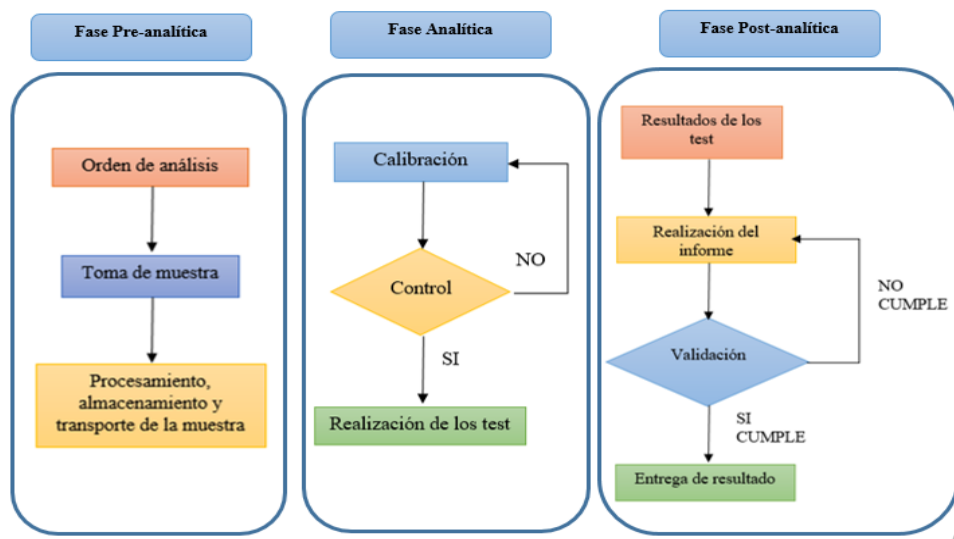 Fase Pre-analítica
Orden de análisis
Toma de muestra
Procesamiento,
almacenamiento y
transporte de la muestra
Fase Analítica
Calibración
NO
Control
SI
Realización de los test
Fase Post-analítica
Resultados de los
test
Realización del
informe
NO
CUMPLE
Validación
SI
CUMPLE
Entrega de resultado